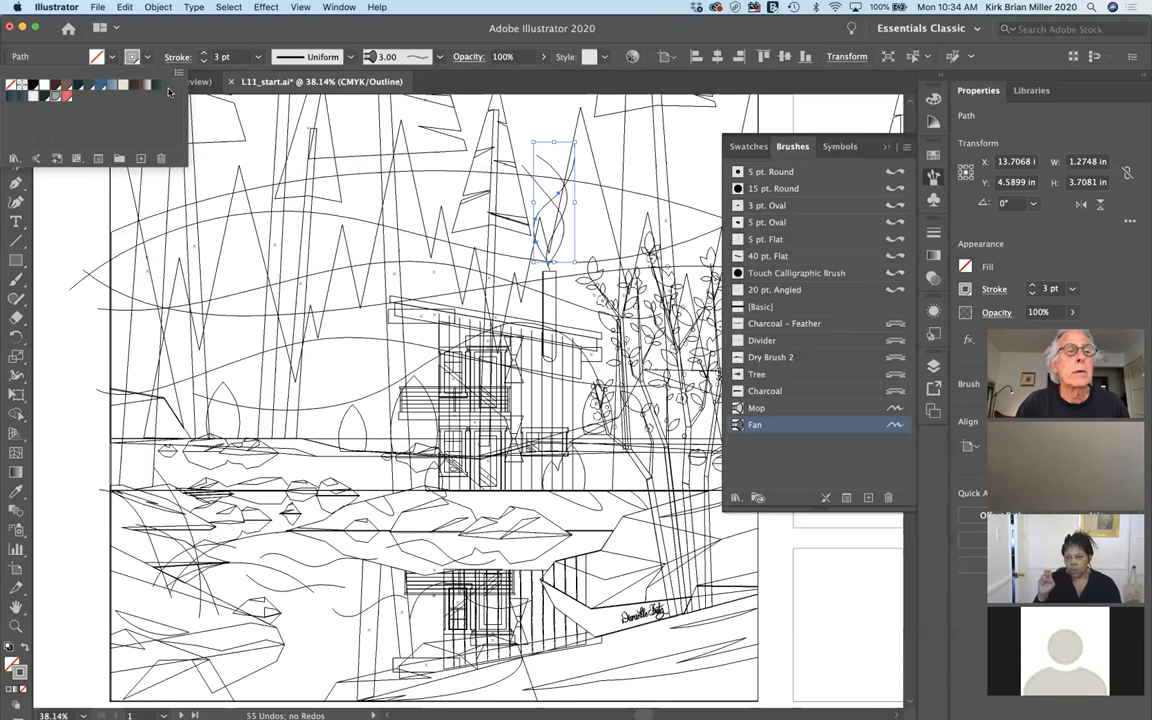 Illustrator File Edit Object Type Select Effect View Window Help 100% Mon 10:34 AM Kirk Brian Miller 2020
Adobe Illustrator 2020 Essentials Classic Search Adobe Stock
Path Stroke: 3 pt Uniform 3.00 Opacity: 100% Style: Transform
L11_start.ai* @ 38.14% (CMYK/Outline)
Properties Libraries
Path
Transform
X: 13.7068 i W: 1.2748 in
Y: 4.5899 in H: 3.7081 in
0°
Appearance
Fill
Stroke 3 pt
Opacity 100%
Brush
Align
Quick A
Swatches Brushes Symbols
5 pt. Round
15 pt. Round
3 pt. Oval
5 pt. Oval
5 pt. Flat
40 pt. Flat
Touch Calligraphic Brush
20 pt. Angled
[Basic]
Charcoal - Feather
Divider
Dry Brush 2
Tree
Charcoal
Mop
Fan
38.14% 1 55 Undos; no Redos